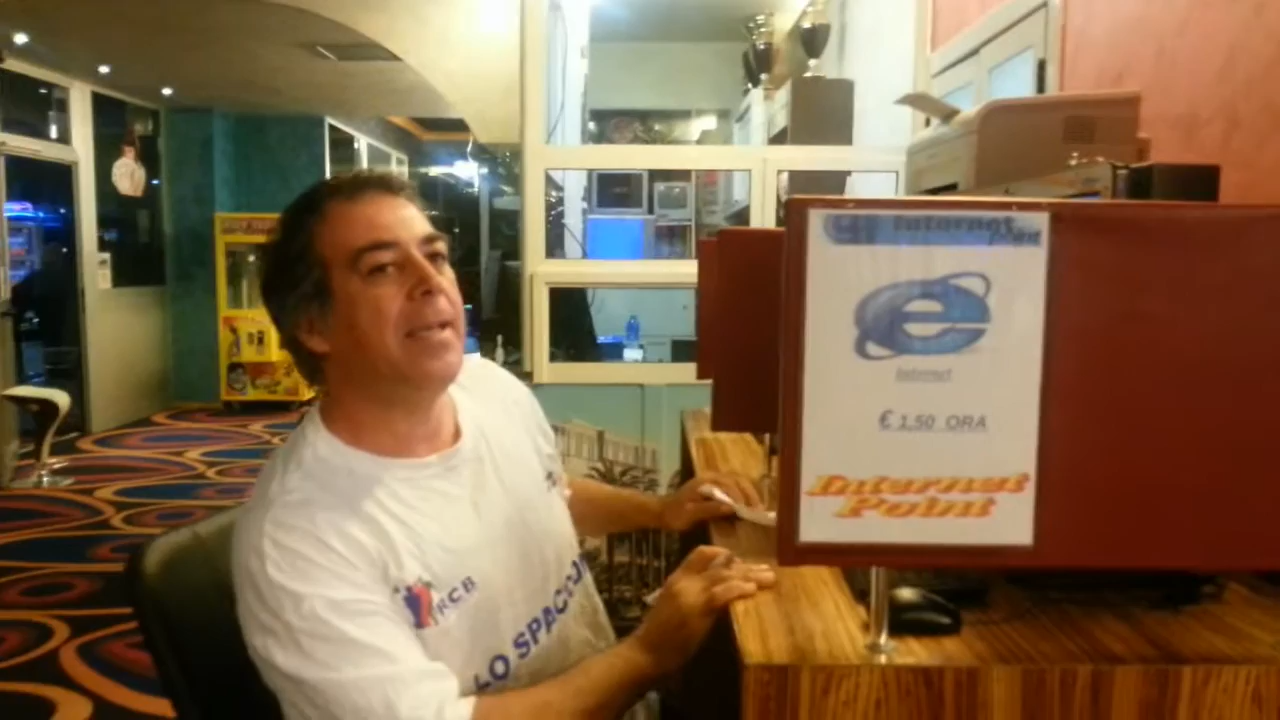 Internet
point
Internet
€ 1,50 ORA
Internet
Point
RCB
LO SPACC